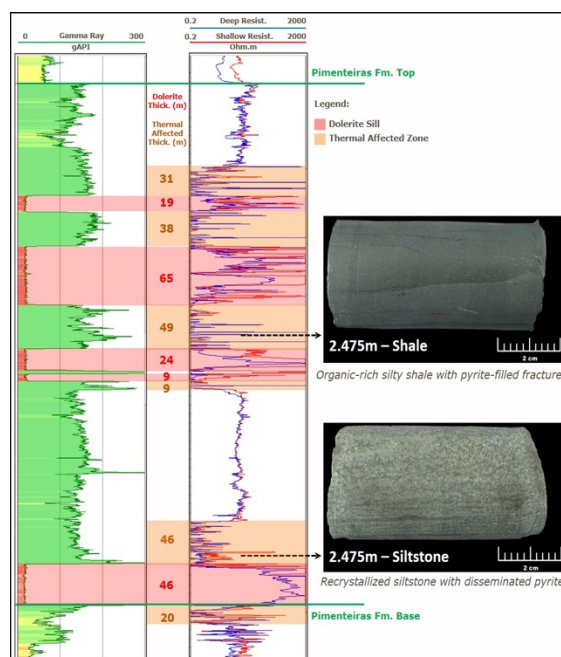 0 Gamma Ray 300
gAPI
0.2 Deep Resist. 2000
0.2 Shallow Resist. 2000
Ohm.m
Pimenteiras Fm. Top
Dolerite
Thick. (m)
Thermal
Affected
Thick. (m)
Legend:
Dolerite Sill
Thermal Affected Zone
31
19
38
65
49
24
9
9
46
46
20
2.475m – Shale
2 cm
Organic-rich silty shale with pyrite-filled fracture
2.475m – Siltstone
2 cm
Recrystallized siltstone with disseminated pyrite
Pimenteiras Fm. Base